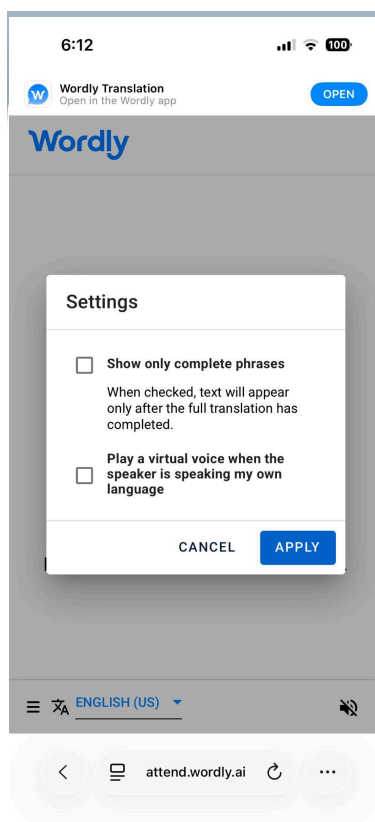 6:12
100
Wordly Translation
Open in the Wordly app
OPEN
Wordly
Settings
Show only complete phrases
When checked, text will appear
only after the full translation has
completed.
Play a virtual voice when the
speaker is speaking my own
language
CANCEL
APPLY
ENGLISH (US)
attend.wordly.ai